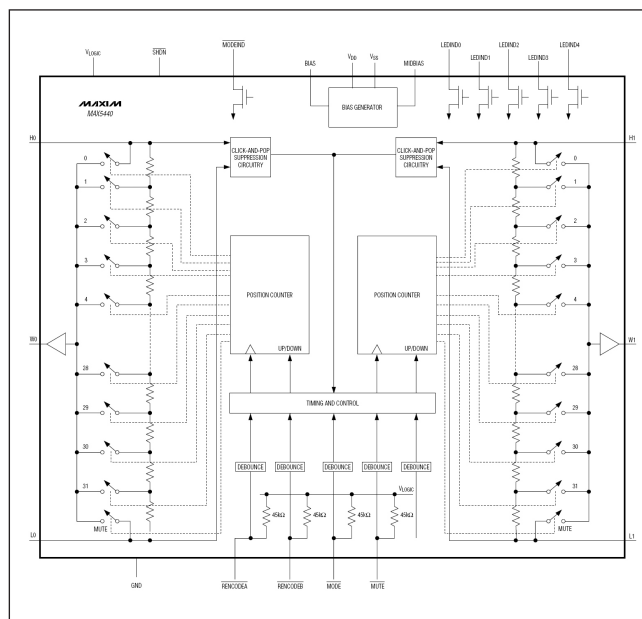 VLOGIC
SHDN
MODEIND
BIAS
VDD
VSS
MIDBIAS
LEDIND0
LEDIND1
LEDIND2
LEDIND3
LEDIND4
MAXIM
MAX5440
BIAS GENERATOR
H0
H1
CLICK-AND-POP
SUPPRESSION
CIRCUITRY
CLICK-AND-POP
SUPPRESSION
CIRCUITRY
0
1
2
3
4
28
29
30
31
MUTE
0
1
2
3
4
28
29
30
31
MUTE
W0
W1
POSITION COUNTER
UP/DOWN
POSITION COUNTER
UP/DOWN
TIMING AND CONTROL
DEBOUNCE
DEBOUNCE
DEBOUNCE
DEBOUNCE
DEBOUNCE
VLOGIC
45kΩ
45kΩ
45kΩ
45kΩ
L0
L1
GND
RENCODEA
RENCODEB
MODE
MUTE